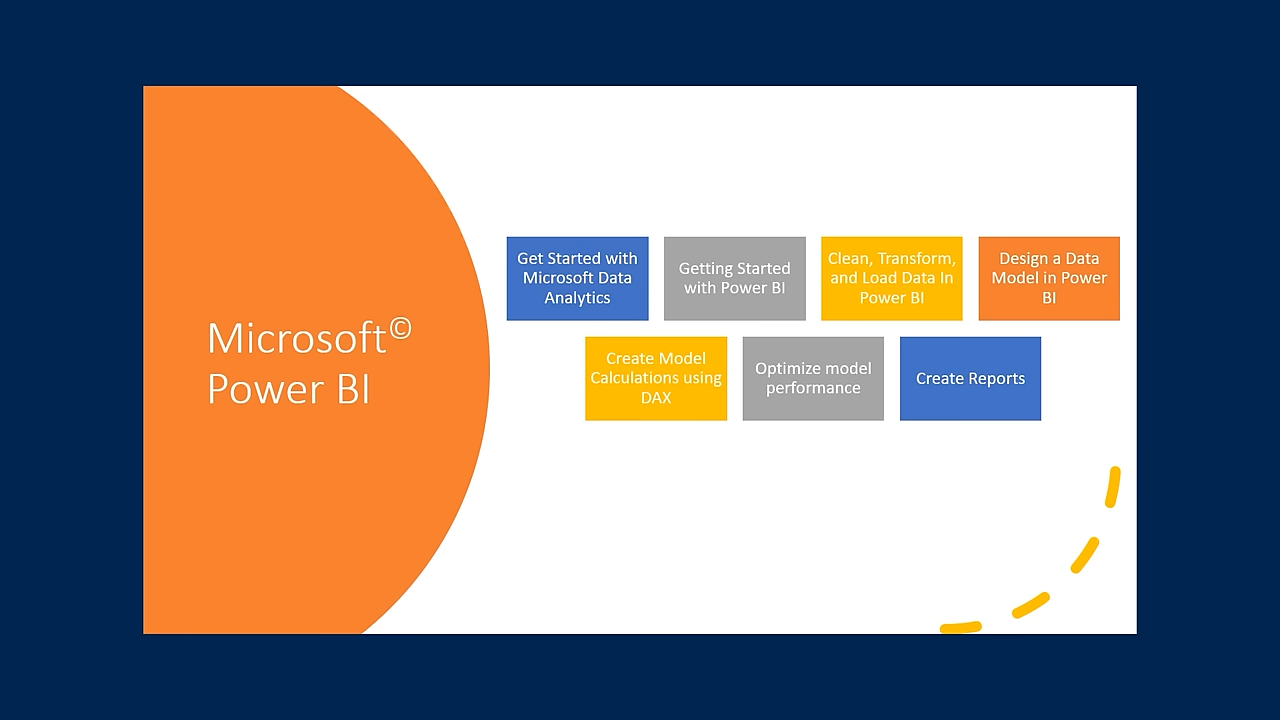 Microsoft©
Power BI
Get Started with
Microsoft Data
Analytics
Getting Started
with Power BI
Clean, Transform,
and Load Data In
Power BI
Design a Data
Model in Power
BI
Create Model
Calculations using
DAX
Optimize model
performance
Create Reports